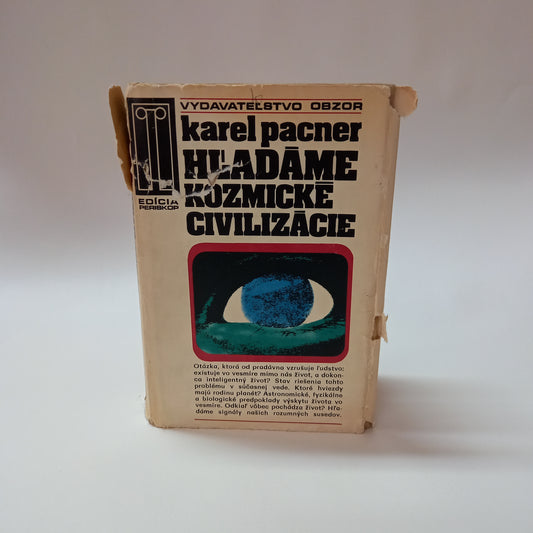 VYDAVATEĽSTVO OBZOR
karel pacner
HĽADÁME
KOZMICKÉ
CIVILIZÁCIE
EDÍCIA
PERISKOP
Otázka, ktorá od pradávna vzrušuje ľudstvo:
existuje vo vesmíre mimo nás život, a dokon-
ca inteligentný život? Stav riešenia tohto
problému v súčasnej vede. Ktoré hviezdy
majú rodinu planét? Astronomické, fyzikálne
a biologické predpoklady výskytu života vo
vesmíre. Odkiaľ vôbec pochádza život? Hľa-
dáme signály našich rozumných susedov.